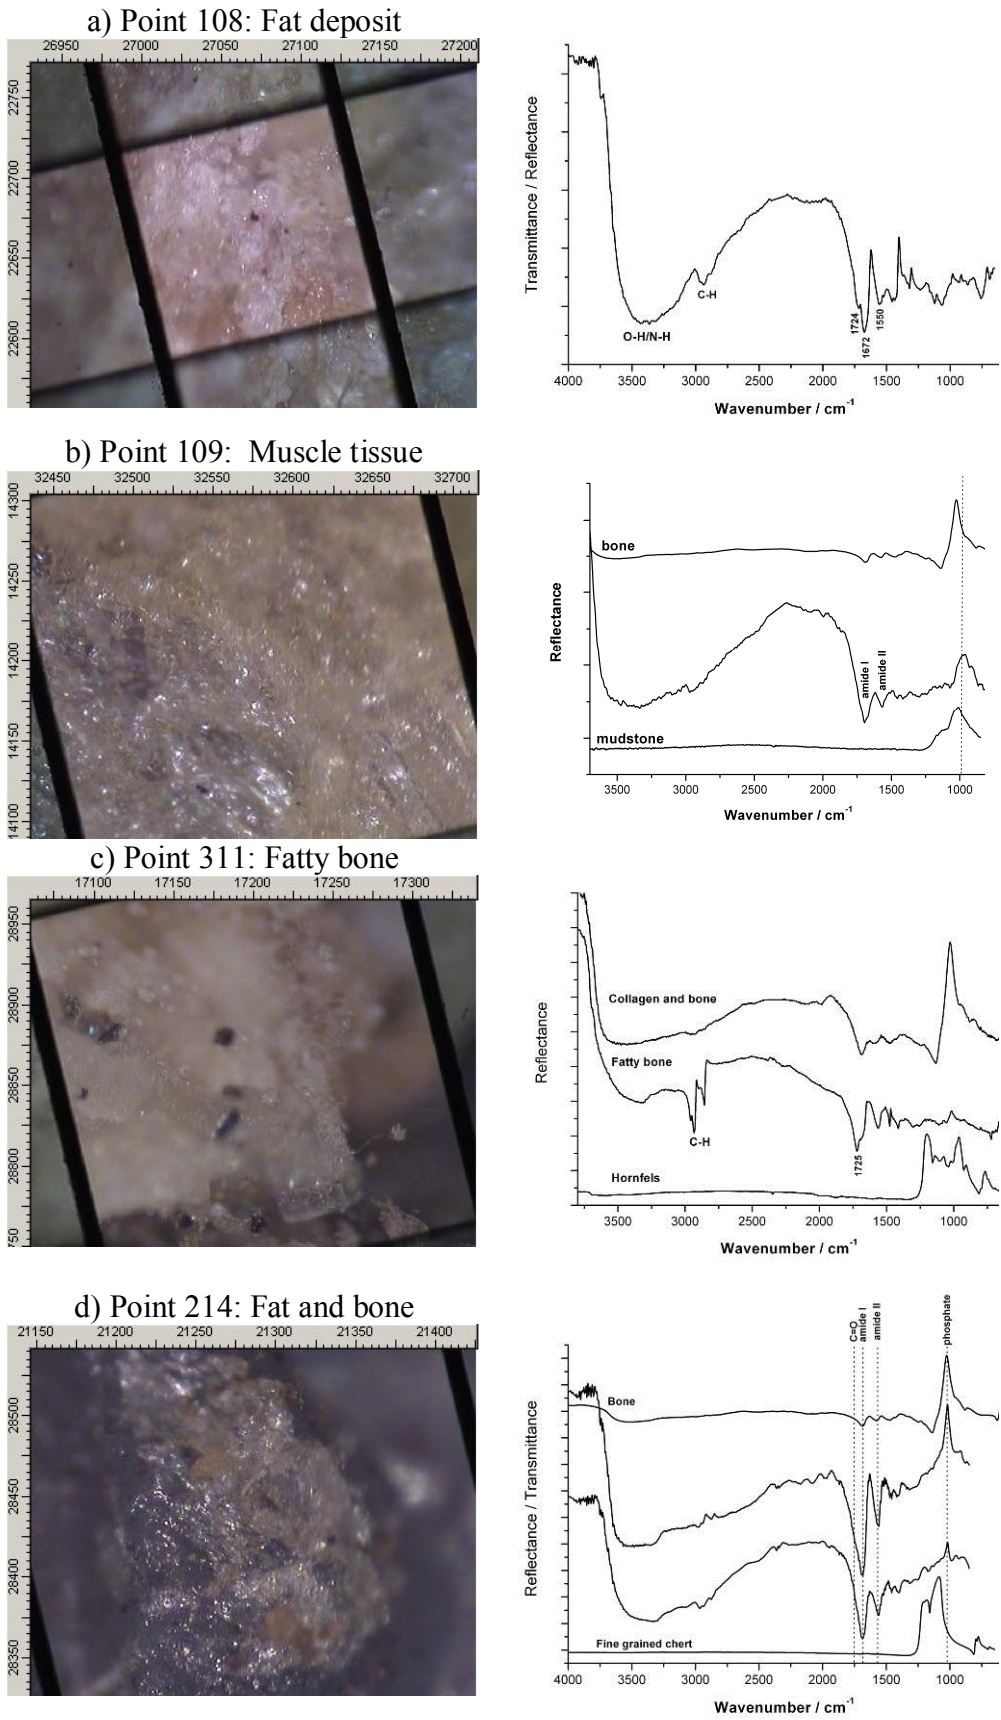 a) Point 108: Fat deposit
26950 27000 27050 27100 27150 27200
22750
22700
22650
22600
Transmittance / Reflectance
O-H/N-H
C-H
1724
1672
1550
4000 3500 3000 2500 2000 1500 1000
Wavenumber / cm⁻¹
b) Point 109: Muscle tissue
32450 32500 32550 32600 32650 32700
14300
14250
14200
14150
14100
Reflectance
bone
amide I
amide II
mudstone
3500 3000 2500 2000 1500 1000
Wavenumber / cm⁻¹
c) Point 311: Fatty bone
17100 17150 17200 17250 17300
28950
28900
28850
28800
750
Reflectance
Collagen and bone
Fatty bone
C-H
1725
Hornfels
3500 3000 2500 2000 1500 1000
Wavenumber / cm⁻¹
d) Point 214: Fat and bone
21150 21200 21250 21300 21350 21400
28500
28450
28400
28350
Reflectance / Transmittance
C=O
amide I
amide II
phosphate
Bone
Fine grained chert
4000 3500 3000 2500 2000 1500 1000
Wavenumber / cm⁻¹